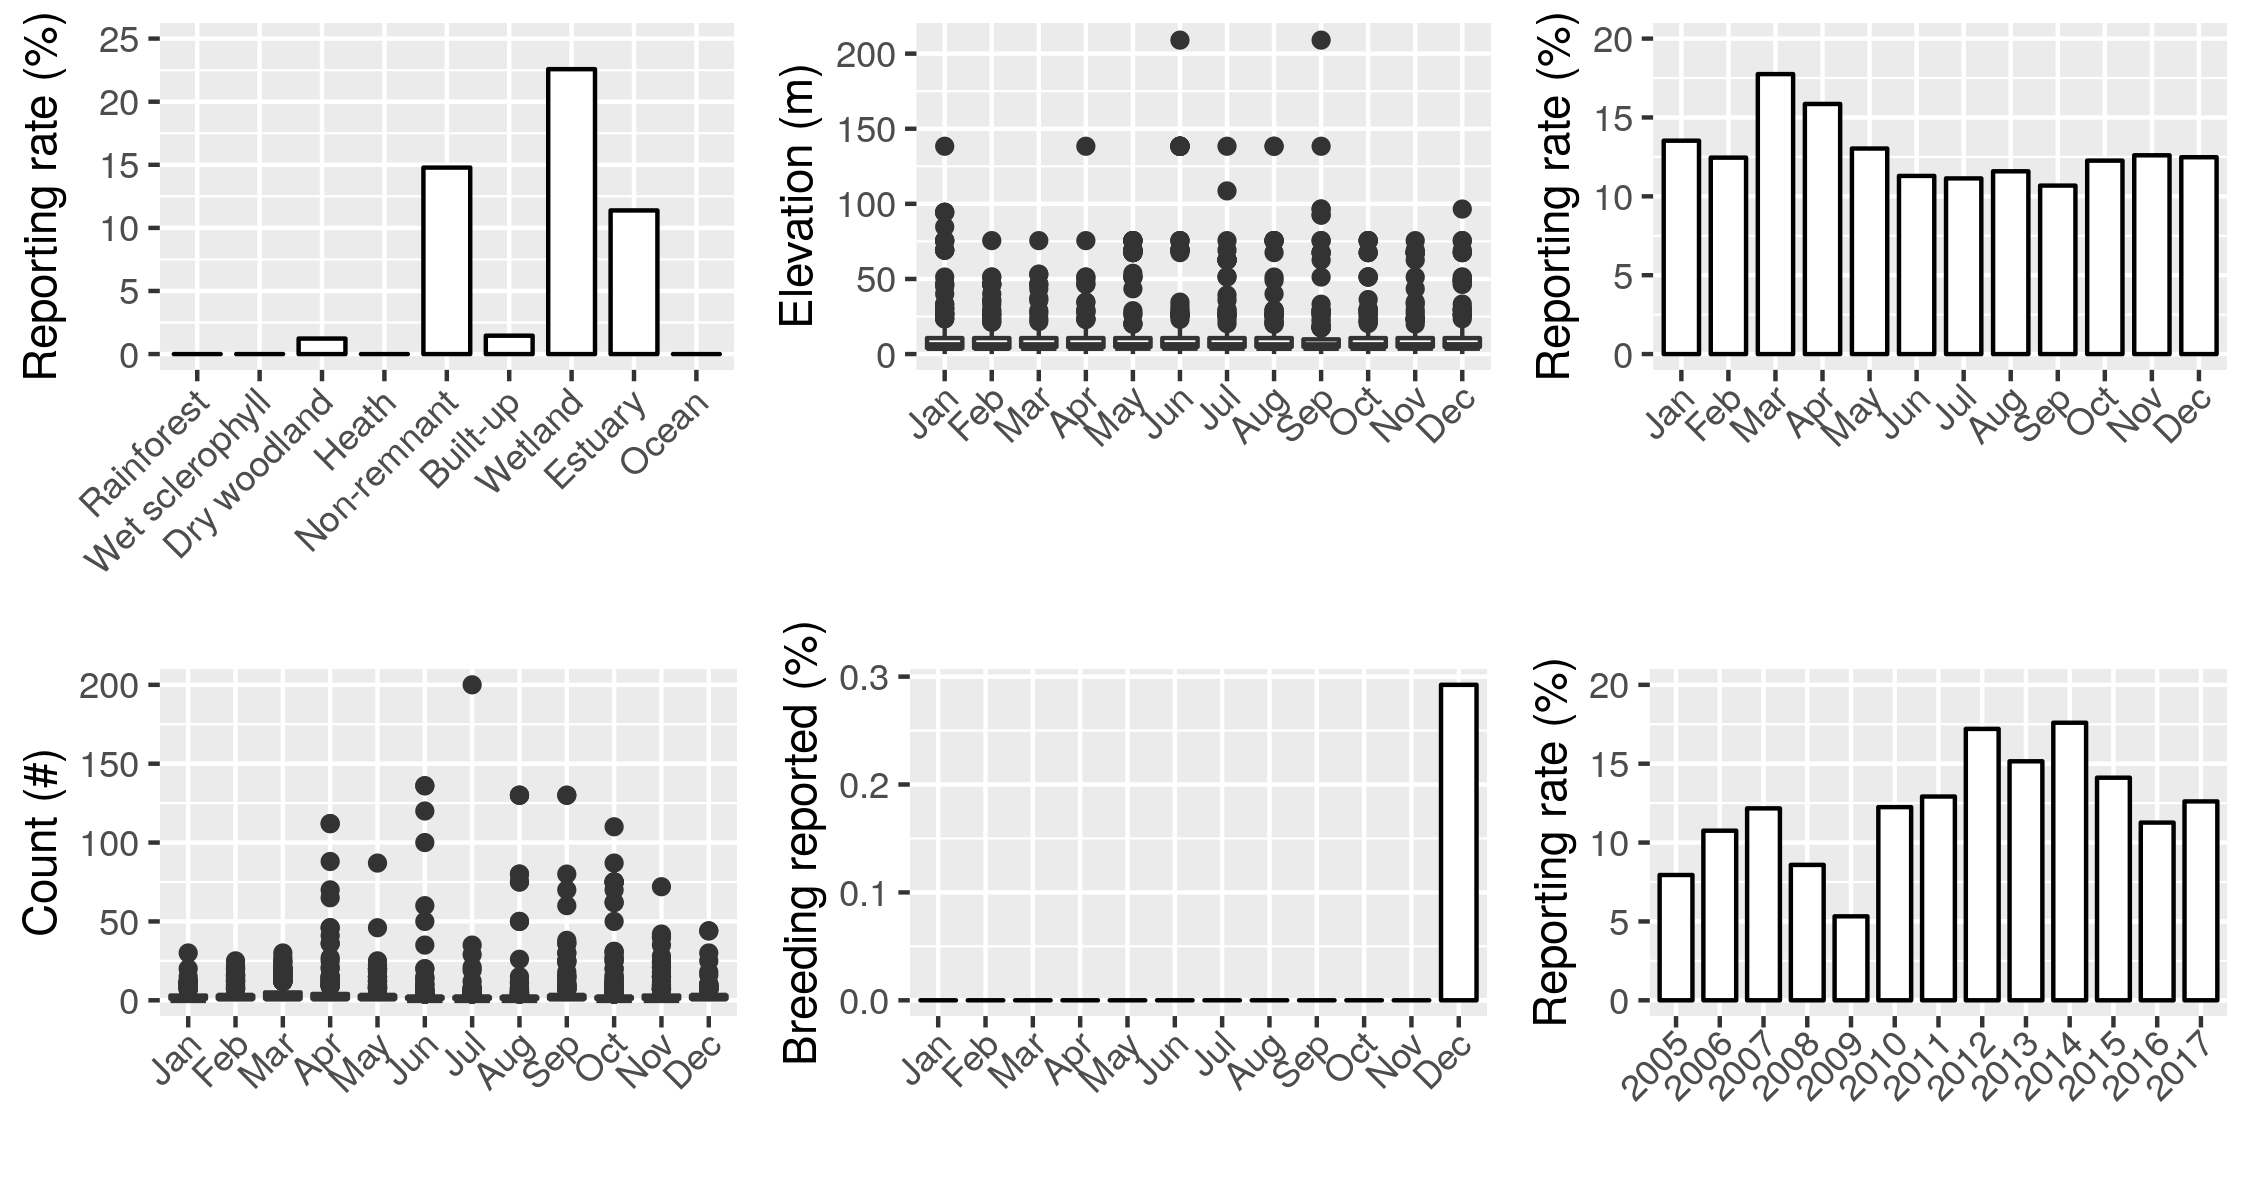 Reporting rate (%)
25
20
15
10
5
0
Rainforest
Wet sclerophyll
Dry woodland
Heath
Non-remnant
Built-up
Wetland
Estuary
Ocean
Elevation (m)
200
150
100
50
0
Jan
Feb
Mar
Apr
May
Jun
Jul
Aug
Sep
Oct
Nov
Dec
Reporting rate (%)
20
15
10
5
0
Jan
Feb
Mar
Apr
May
Jun
Jul
Aug
Sep
Oct
Nov
Dec
Count (#)
200
150
100
50
0
Jan
Feb
Mar
Apr
May
Jun
Jul
Aug
Sep
Oct
Nov
Dec
Breeding reported (%)
0.3
0.2
0.1
0.0
Jan
Feb
Mar
Apr
May
Jun
Jul
Aug
Sep
Oct
Nov
Dec
Reporting rate (%)
20
15
10
5
0
2005
2006
2007
2008
2009
2010
2011
2012
2013
2014
2015
2016
2017